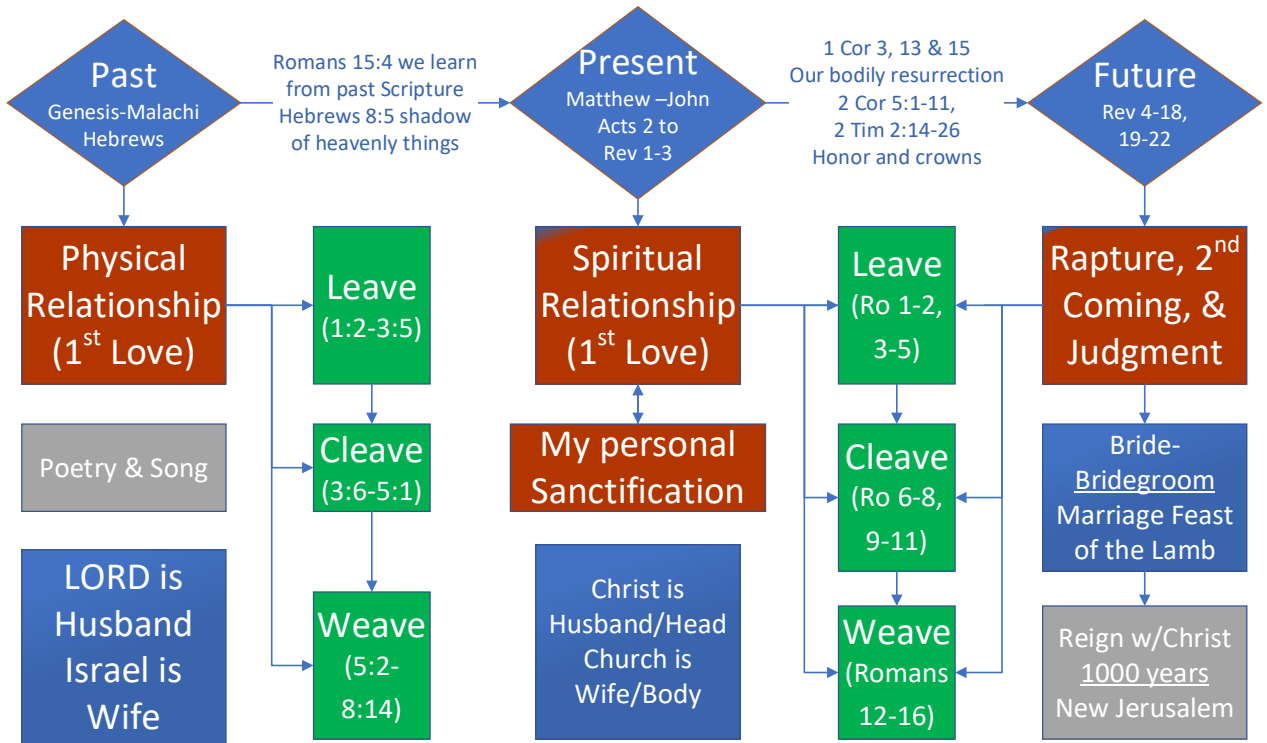 Past
Genesis-Malachi
Hebrews
Romans 15:4 we learn
from past Scripture
Hebrews 8:5 shadow
of heavenly things
Present
Matthew –John
Acts 2 to
Rev 1-3
1 Cor 3, 13 & 15
Our bodily resurrection
2 Cor 5:1-11,
2 Tim 2:14-26
Honor and crowns
Future
Rev 4-18,
19-22
Physical
Relationship
(1st Love)
Leave
(1:2-3:5)
Spiritual
Relationship
(1st Love)
Leave
(Ro 1-2,
3-5)
Rapture, 2nd
Coming, &
Judgment
Poetry & Song
Cleave
(3:6-5:1)
My personal
Sanctification
Cleave
(Ro 6-8,
9-11)
Bride-
Bridegroom
Marriage Feast
of the Lamb
LORD is
Husband
Israel is
Wife
Weave
(5:2-
8:14)
Christ is
Husband/Head
Church is
Wife/Body
Weave
(Romans
12-16)
Reign w/Christ
1000 years
New Jerusalem